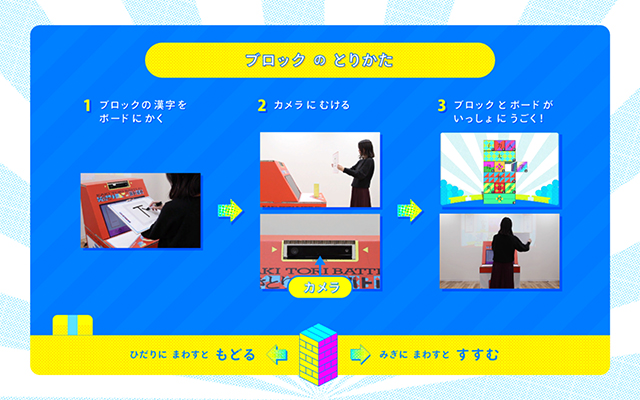 ブロック の とりかた
1 ブロックの 漢字を
ボードに かく
2 カメラに むける
3 ブロックと ボードが
いっしょに うごく!
カメラ
ひだりに まわすと もどる
みぎに まわすと すすむ